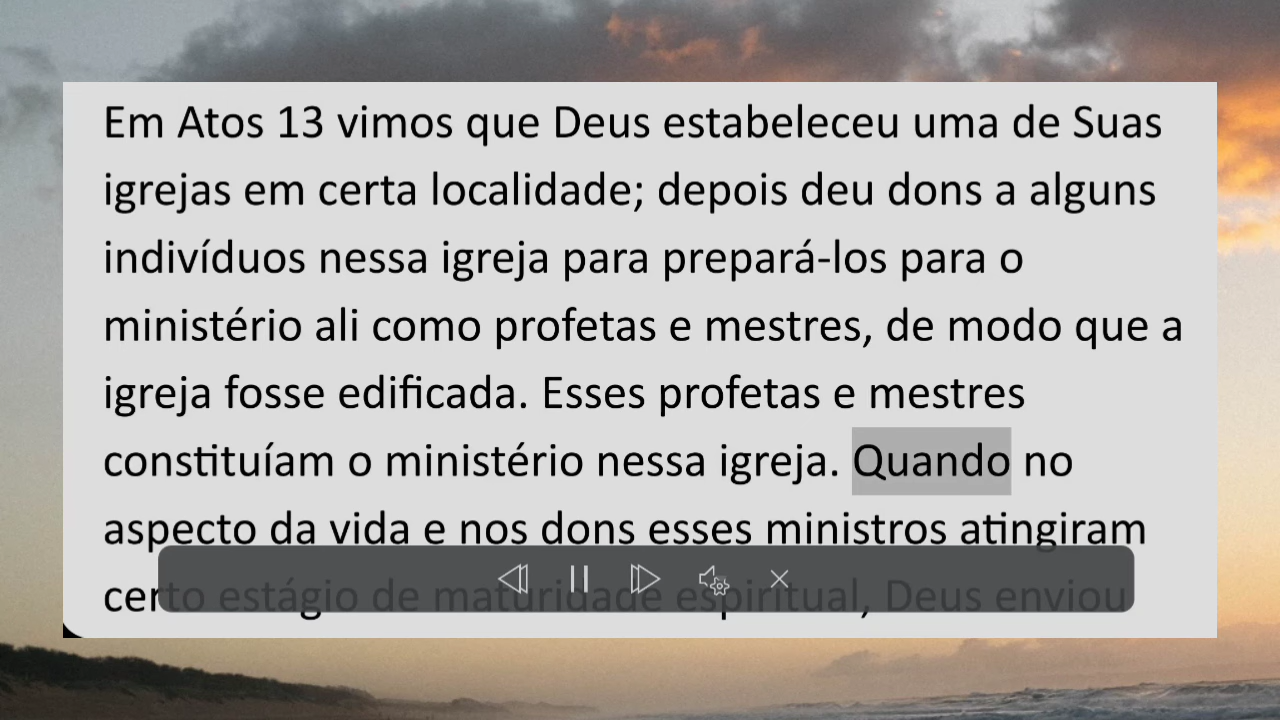 Em Atos 13 vimos que Deus estabeleceu uma de Suas
igrejas em certa localidade; depois deu dons a alguns
indivíduos nessa igreja para prepará-los para o
ministério ali como profetas e mestres, de modo que a
igreja fosse edificada. Esses profetas e mestres
constituíam o ministério nessa igreja. Quando no
aspecto da vida e nos dons esses ministros atingiram
certo estágio de maturidade espiritual, Deus enviou